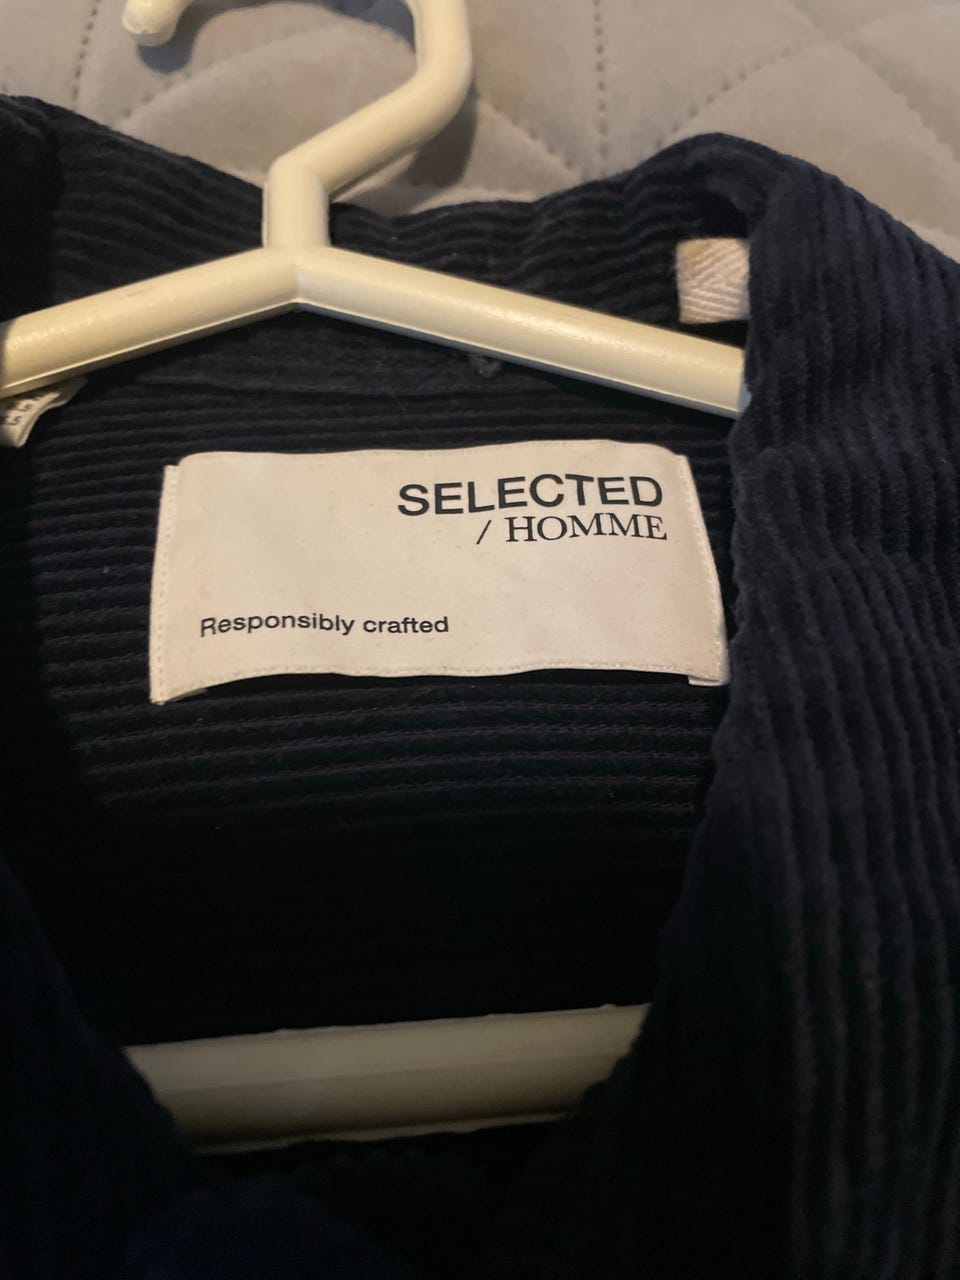 SELECTED
/ HOMME
Responsibly crafted